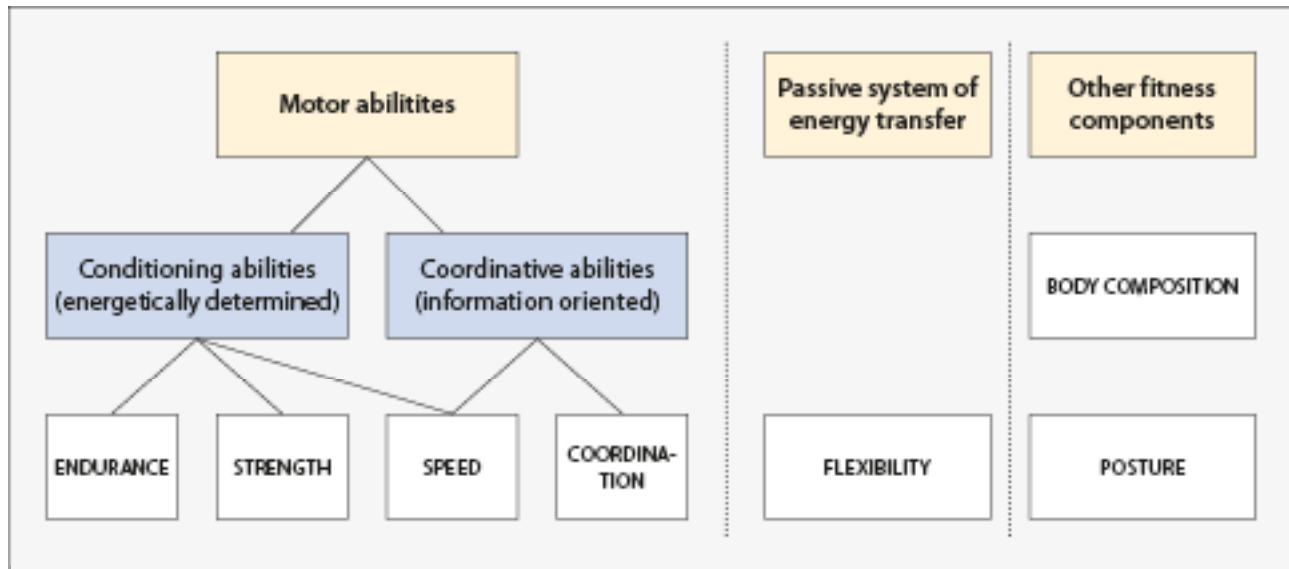 Motor abilitites
Passive system of
energy transfer
Other fitness
components
Conditioning abilities
(energetically determined)
Coordinative abilities
(information oriented)
BODY COMPOSITION
ENDURANCE
STRENGTH
SPEED
COORDINA-
TION
FLEXIBILITY
POSTURE